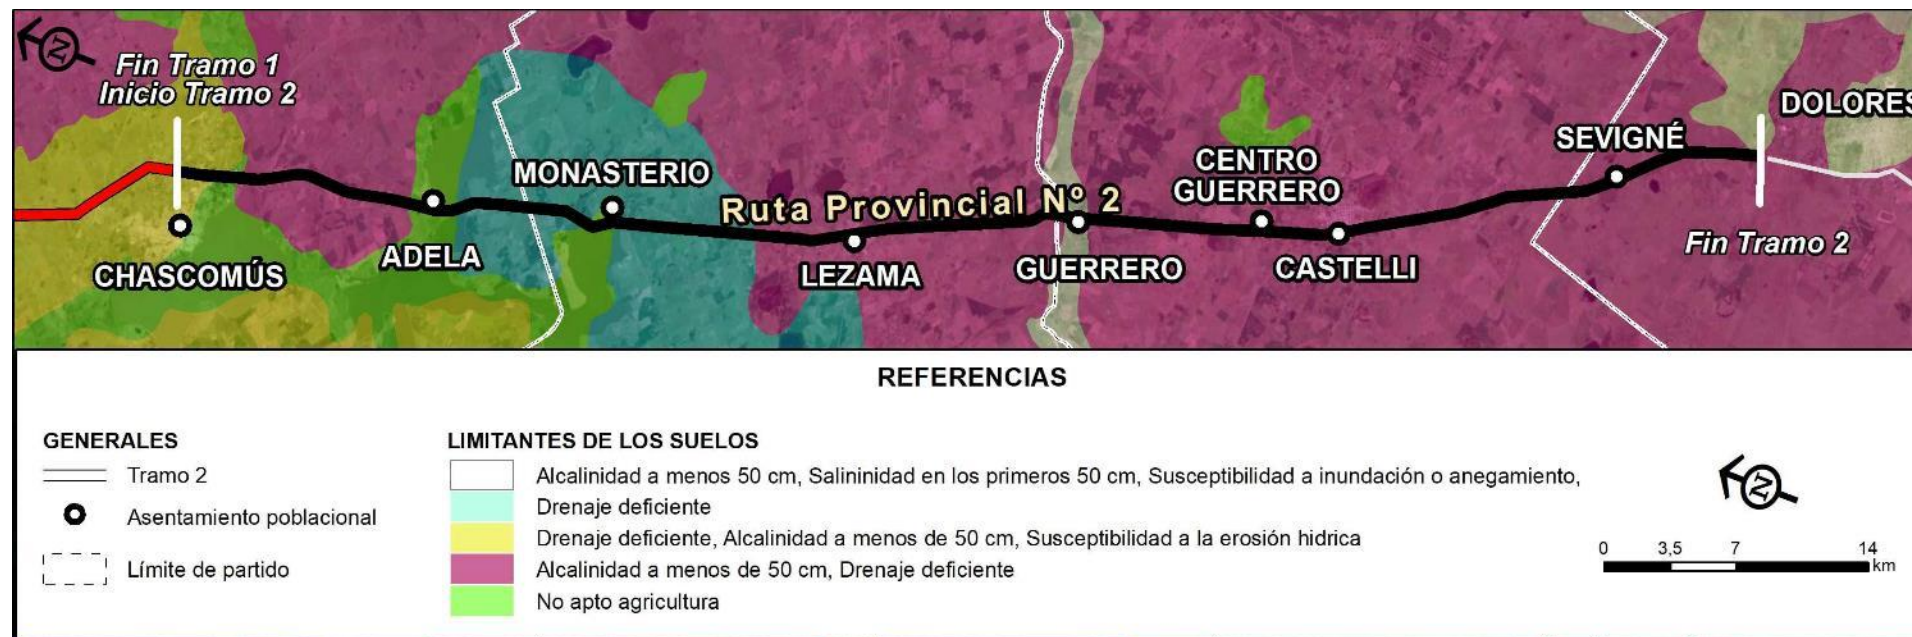 N
Fin Tramo 1
Inicio Tramo 2
DOLORES
SEVIGNÉ
CENTRO
GUERRERO
MONASTERIO
Ruta Provincial Nº 2
ADELA
CHASCOMÚS
LEZAMA
GUERRERO
CASTELLI
Fin Tramo 2
REFERENCIAS
GENERALES
Tramo 2
Asentamiento poblacional
Límite de partido
LIMITANTES DE LOS SUELOS
Alcalinidad a menos 50 cm, Salininidad en los primeros 50 cm, Susceptibilidad a inundación o anegamiento,
Drenaje deficiente
Drenaje deficiente, Alcalinidad a menos de 50 cm, Susceptibilidad a la erosión hidrica
Alcalinidad a menos de 50 cm, Drenaje deficiente
No apto agricultura
N
0 3,5 7 14
km